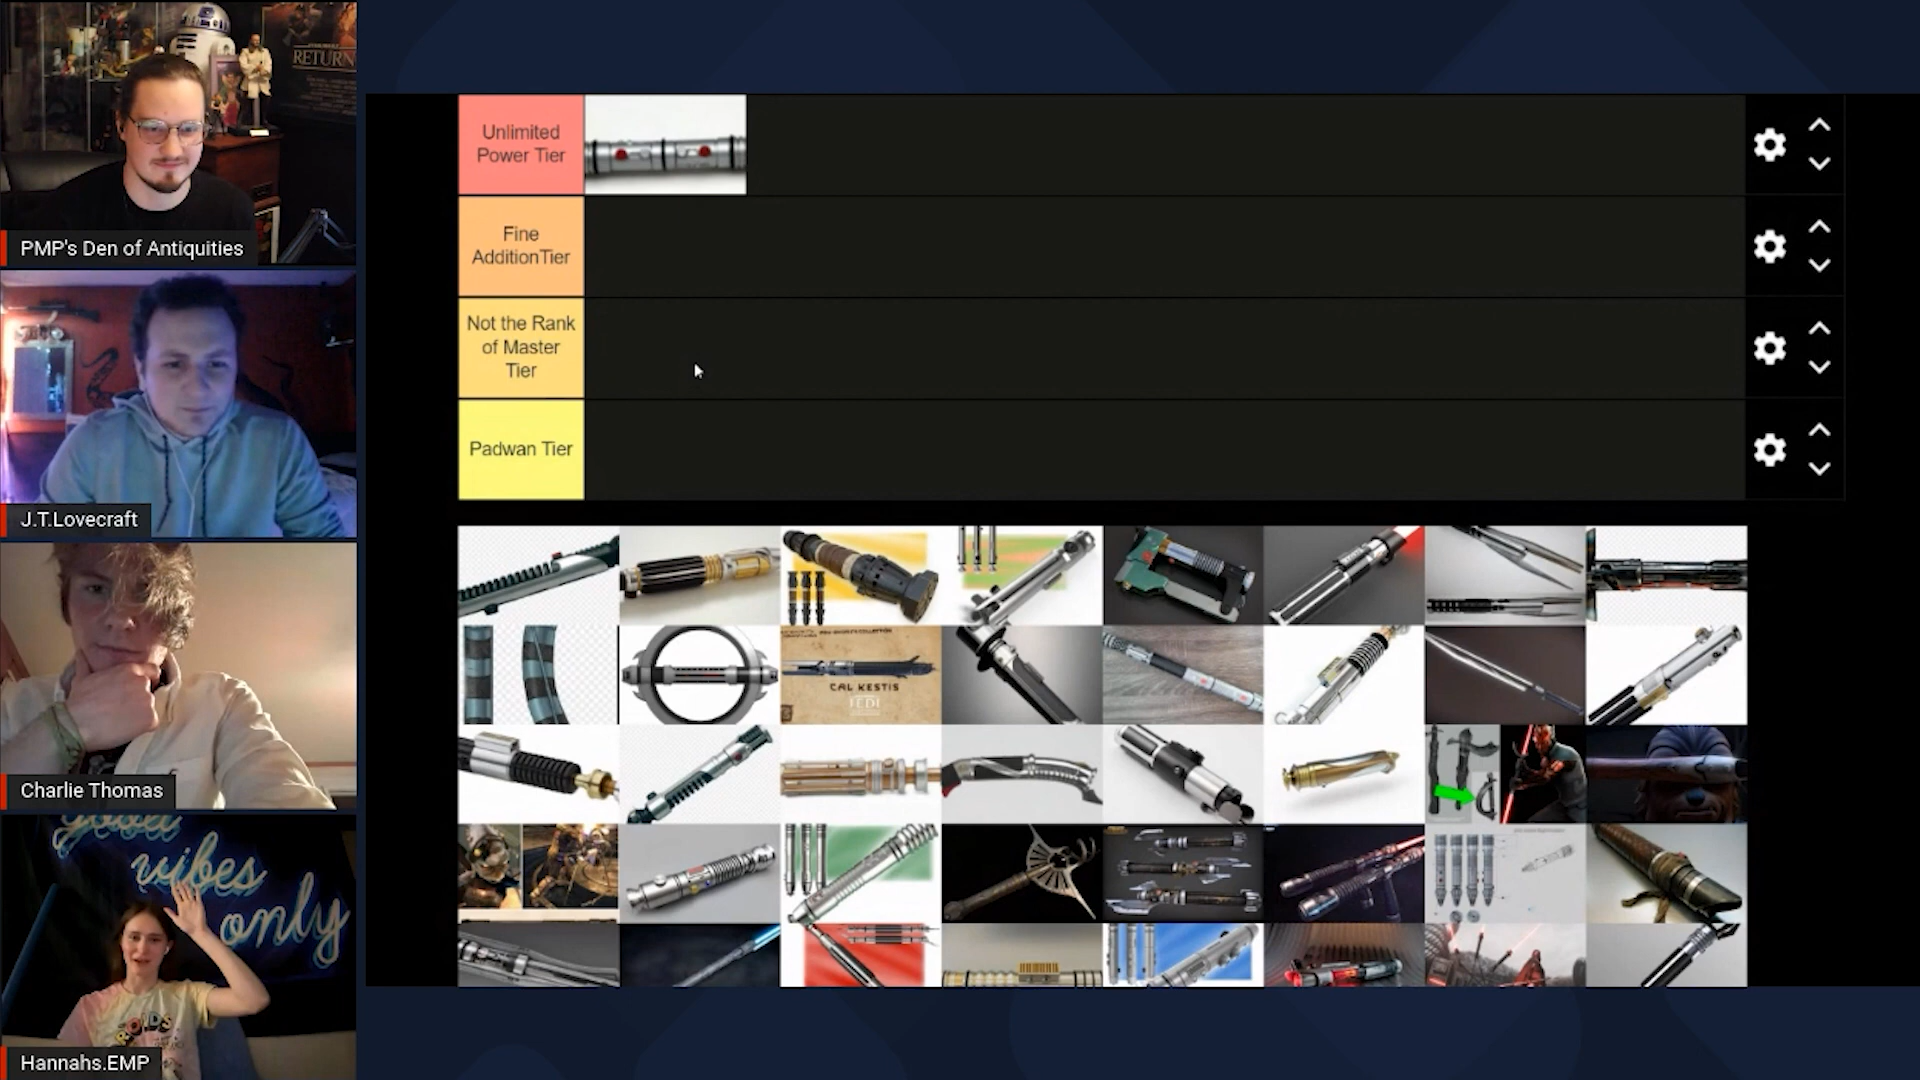 RETURN
PMP's Den of Antiquities
J.T.Lovecraft
Charlie Thomas
good
vibes
only
Hannahs.EMP
Unlimited
Power Tier
Fine
AdditionTier
Not the Rank
of Master
Tier
Padwan Tier
CAL KESTIS
JEDI